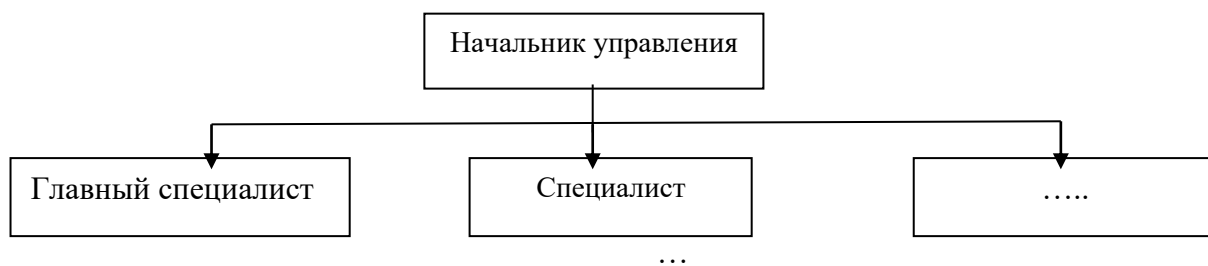 Начальник управления
Главный специалист
Специалист
…..
…